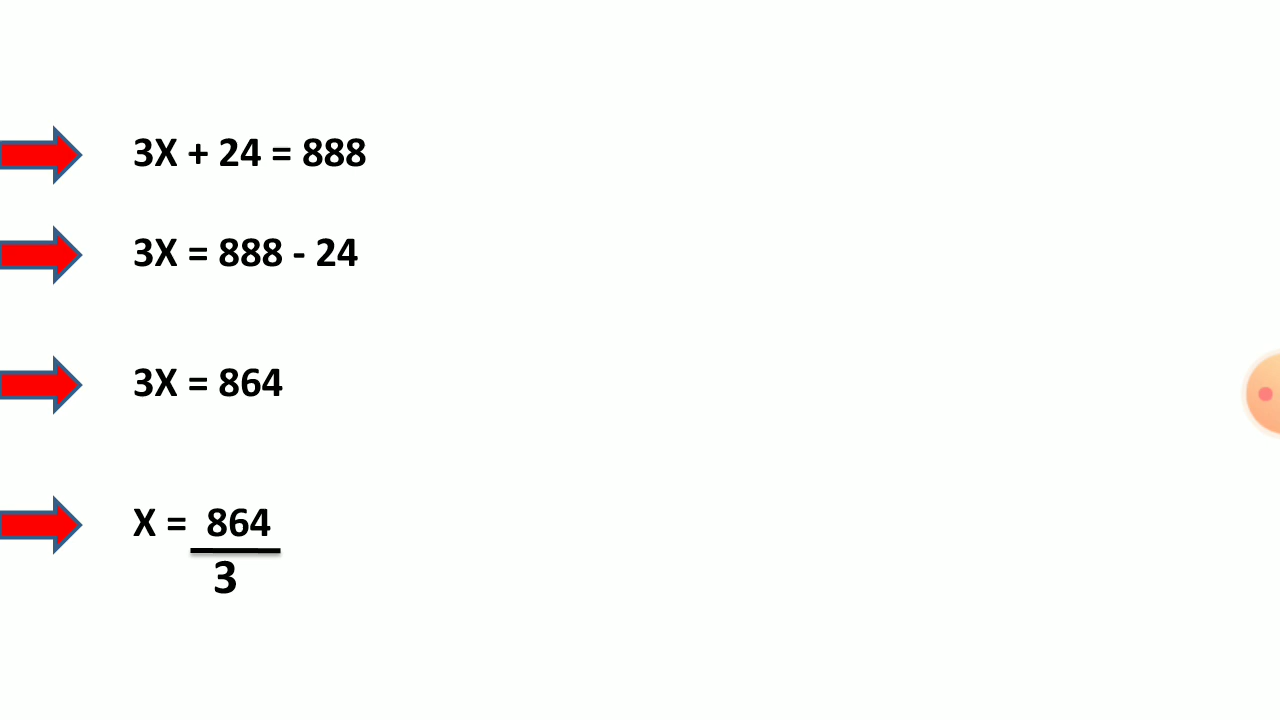 3X + 24 = 888
3X = 888 - 24
3X = 864
X = 864
3